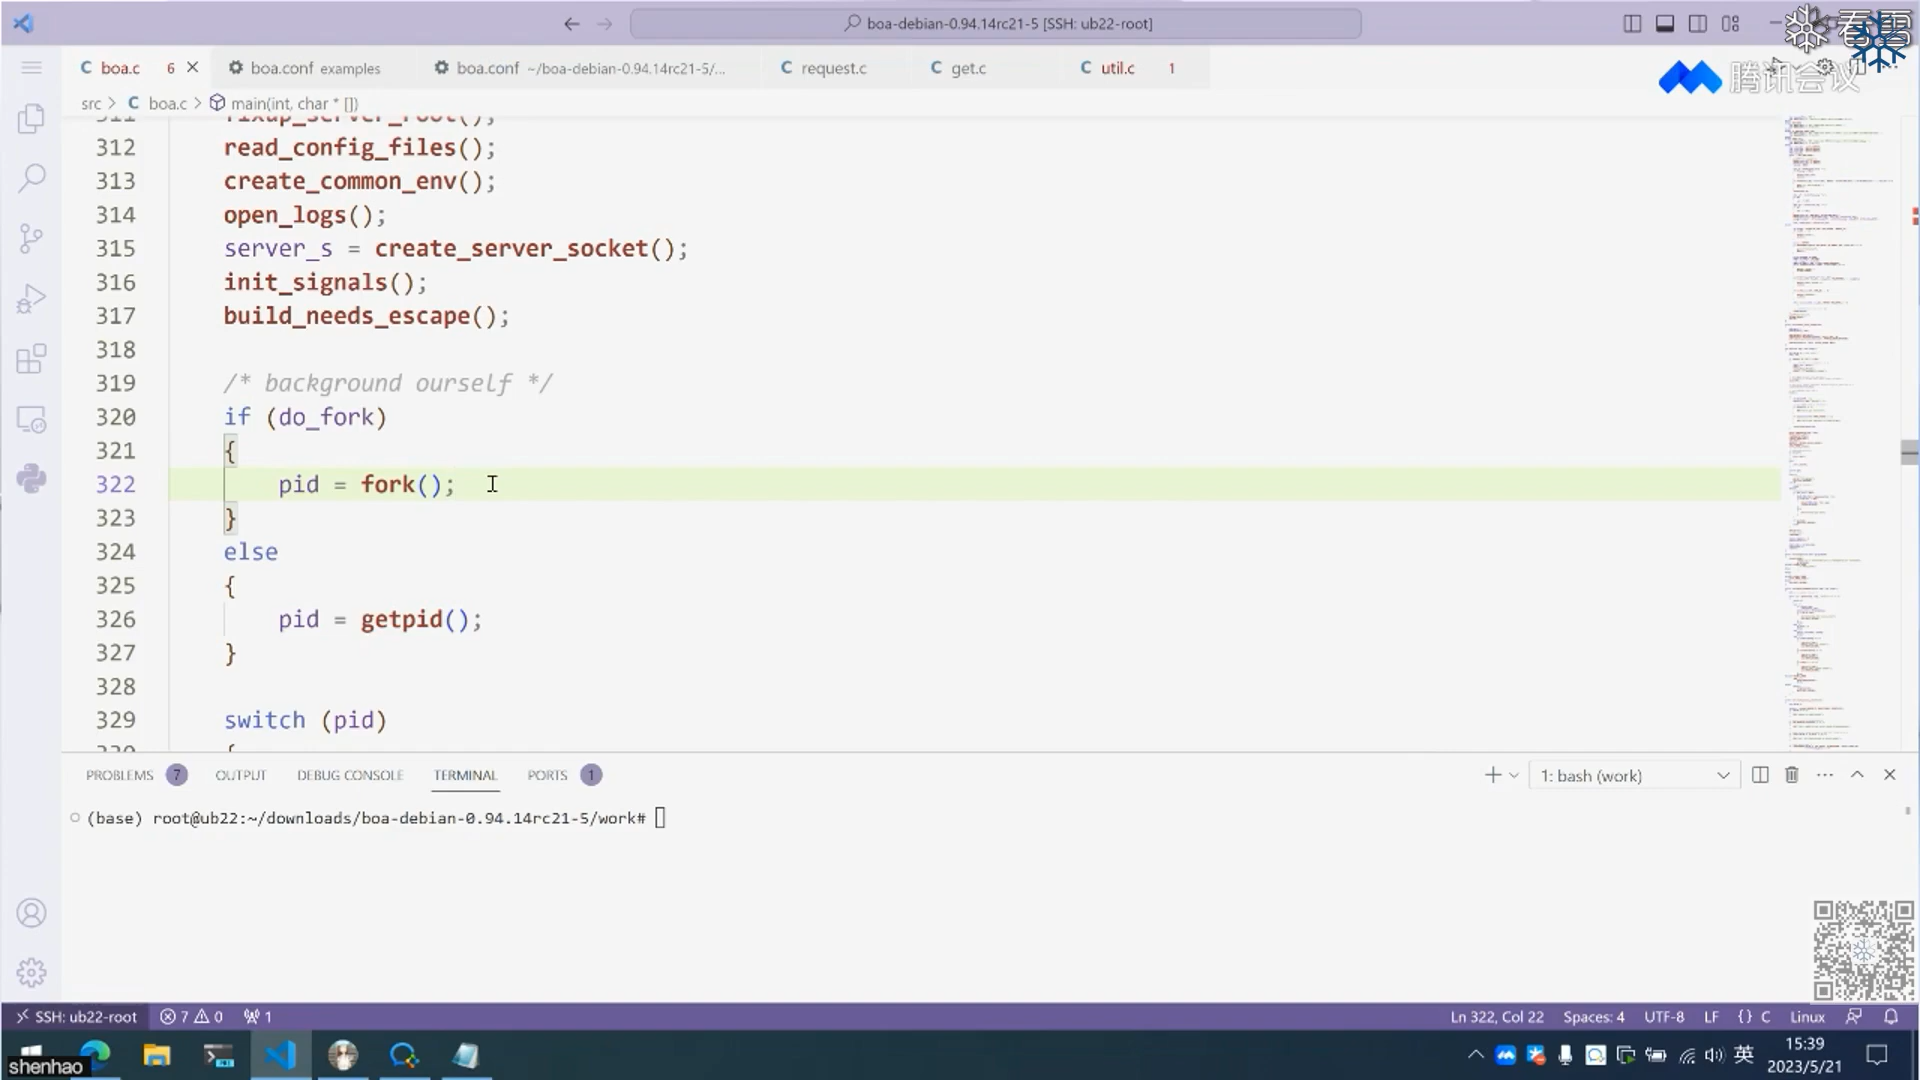 boa-debian-0.94.14rc21-5 [SSH: ub22-root]
看雪
boa.c 6
boa.conf examples
boa.conf ~/boa-debian-0.94.14rc21-5/...
C request.c
C get.c
C util.c 1
腾讯会议
src > C boa.c > main(int, char * [])
311 fixup_server_root();
312 read_config_files();
313 create_common_env();
314 open_logs();
315 server_s = create_server_socket();
316 init_signals();
317 build_needs_escape();
318
319 /* background ourself */
320 if (do_fork)
321 {
322 pid = fork();
323 }
324 else
325 {
326 pid = getpid();
327 }
328
329 switch (pid)
330 {
PROBLEMS 7 OUTPUT DEBUG CONSOLE TERMINAL PORTS 1
1: bash (work)
(base) root@ub22:~/downloads/boa-debian-0.94.14rc21-5/work#
SSH: ub22-root 7 0 1
Ln 322, Col 22 Spaces: 4 UTF-8 LF {} C Linux
shenhao
英
15:39
2023/5/21